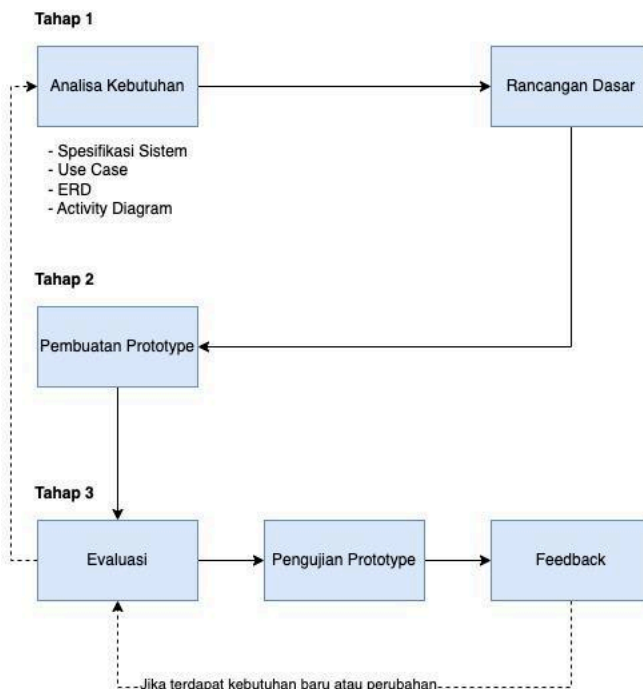 Tahap 1
Analisa Kebutuhan
Rancangan Dasar
- Spesifikasi Sistem
- Use Case
- ERD
- Activity Diagram
Tahap 2
Pembuatan Prototype
Tahap 3
Evaluasi
Pengujian Prototype
Feedback
Jika terdapat kebutuhan baru atau perubahan